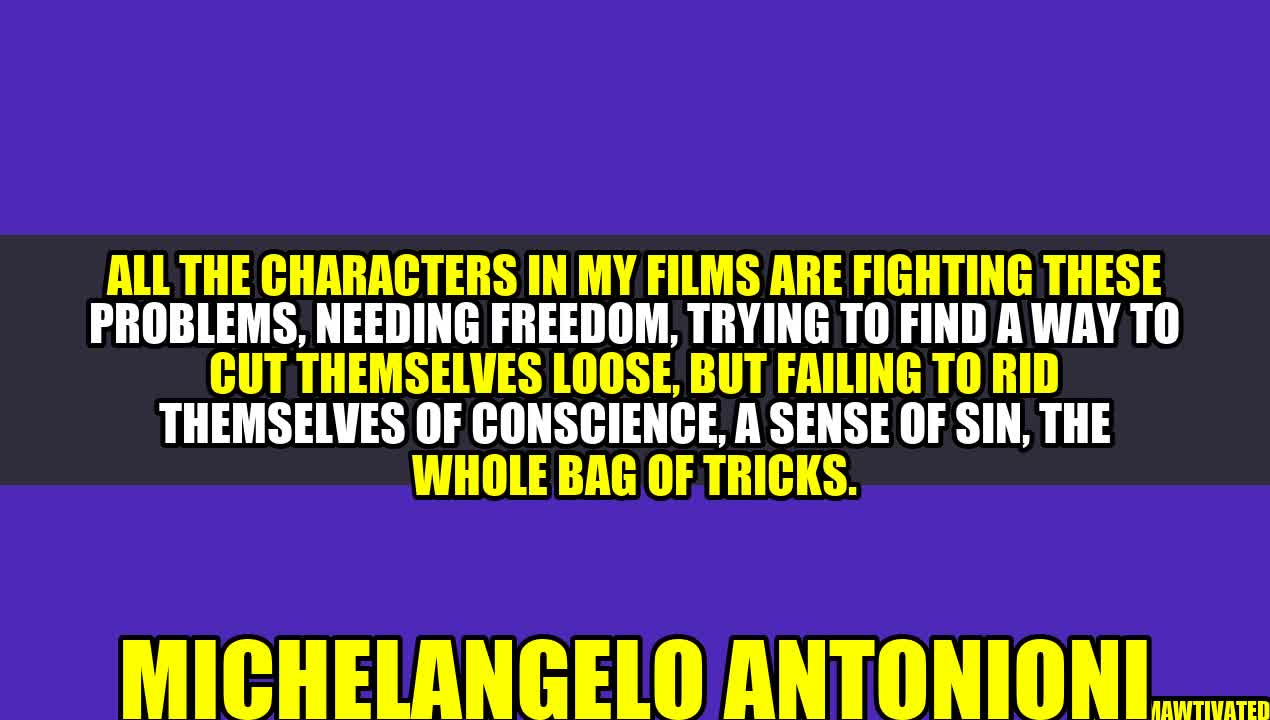 ALL THE CHARACTERS IN MY FILMS ARE FIGHTING THESE
PROBLEMS, NEEDING FREEDOM, TRYING TO FIND A WAY TO
CUT THEMSELVES LOOSE, BUT FAILING TO RID
THEMSELVES OF CONSCIENCE, A SENSE OF SIN, THE
WHOLE BAG OF TRICKS.
MICHELANGELO ANTONIONI
MAWTIVATED